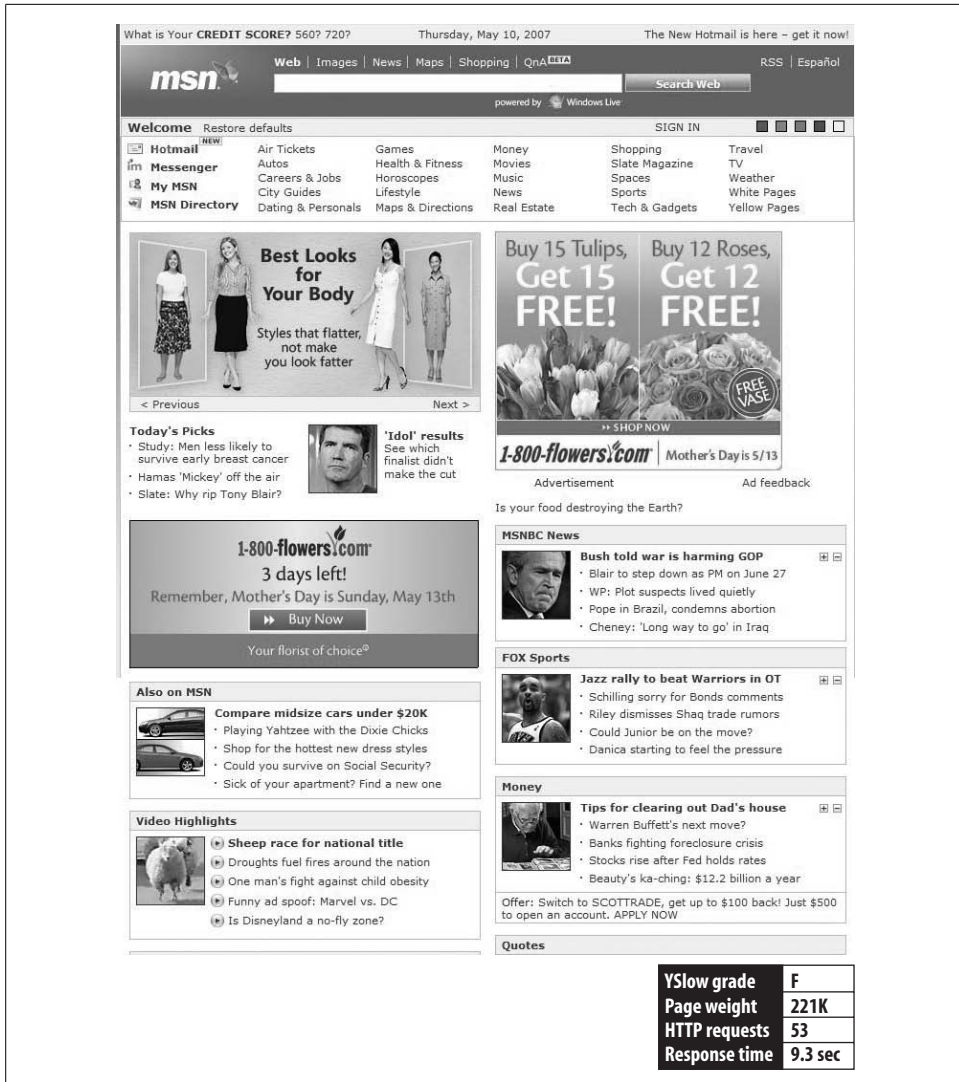 What is Your CREDIT SCORE? 560? 720?
Thursday, May 10, 2007
The New Hotmail is here – get it now!
msn
Web | Images | News | Maps | Shopping | QnA BETA
RSS | Español
Search Web
powered by Windows Live
Welcome Restore defaults
SIGN IN
Hotmail NEW
Messenger
My MSN
MSN Directory
Air Tickets
Autos
Careers & Jobs
City Guides
Dating & Personals
Games
Health & Fitness
Horoscopes
Lifestyle
Maps & Directions
Money
Movies
Music
News
Real Estate
Shopping
Slate Magazine
Spaces
Sports
Tech & Gadgets
Travel
TV
Weather
White Pages
Yellow Pages
Best Looks
for
Your Body
Styles that flatter,
not make
you look fatter
< Previous
Next >
Today's Picks
· Study: Men less likely to
survive early breast cancer
· Hamas 'Mickey' off the air
· Slate: Why rip Tony Blair?
'Idol' results
See which
finalist didn't
make the cut
1-800-flowers.com
3 days left!
Remember, Mother's Day is Sunday, May 13th
Buy Now
Your florist of choice
Also on MSN
Compare midsize cars under $20K
· Playing Yahtzee with the Dixie Chicks
· Shop for the hottest new dress styles
· Could you survive on Social Security?
· Sick of your apartment? Find a new one
Video Highlights
Sheep race for national title
Droughts fuel fires around the nation
One man's fight against child obesity
Funny ad spoof: Marvel vs. DC
Is Disneyland a no-fly zone?
Buy 15 Tulips,
Get 15
FREE!
Buy 12 Roses,
Get 12
FREE!
FREE
VASE
SHOP NOW
1-800-flowers.com | Mother's Day is 5/13
Advertisement
Ad feedback
Is your food destroying the Earth?
MSNBC News
Bush told war is harming GOP
· Blair to step down as PM on June 27
· WP: Plot suspects lived quietly
· Pope in Brazil, condemns abortion
· Cheney: 'Long way to go' in Iraq
FOX Sports
Jazz rally to beat Warriors in OT
· Schilling sorry for Bonds comments
· Riley dismisses Shaq trade rumors
· Could Junior be on the move?
· Danica starting to feel the pressure
Money
Tips for clearing out Dad's house
· Warren Buffett's next move?
· Banks fighting foreclosure crisis
· Stocks rise after Fed holds rates
· Beauty's ka-ching: $12.2 billion a year
Offer: Switch to SCOTTRADE, get up to $100 back! Just $500
to open an account. APPLY NOW
Quotes
YSlow grade F
Page weight 221K
HTTP requests 53
Response time 9.3 sec